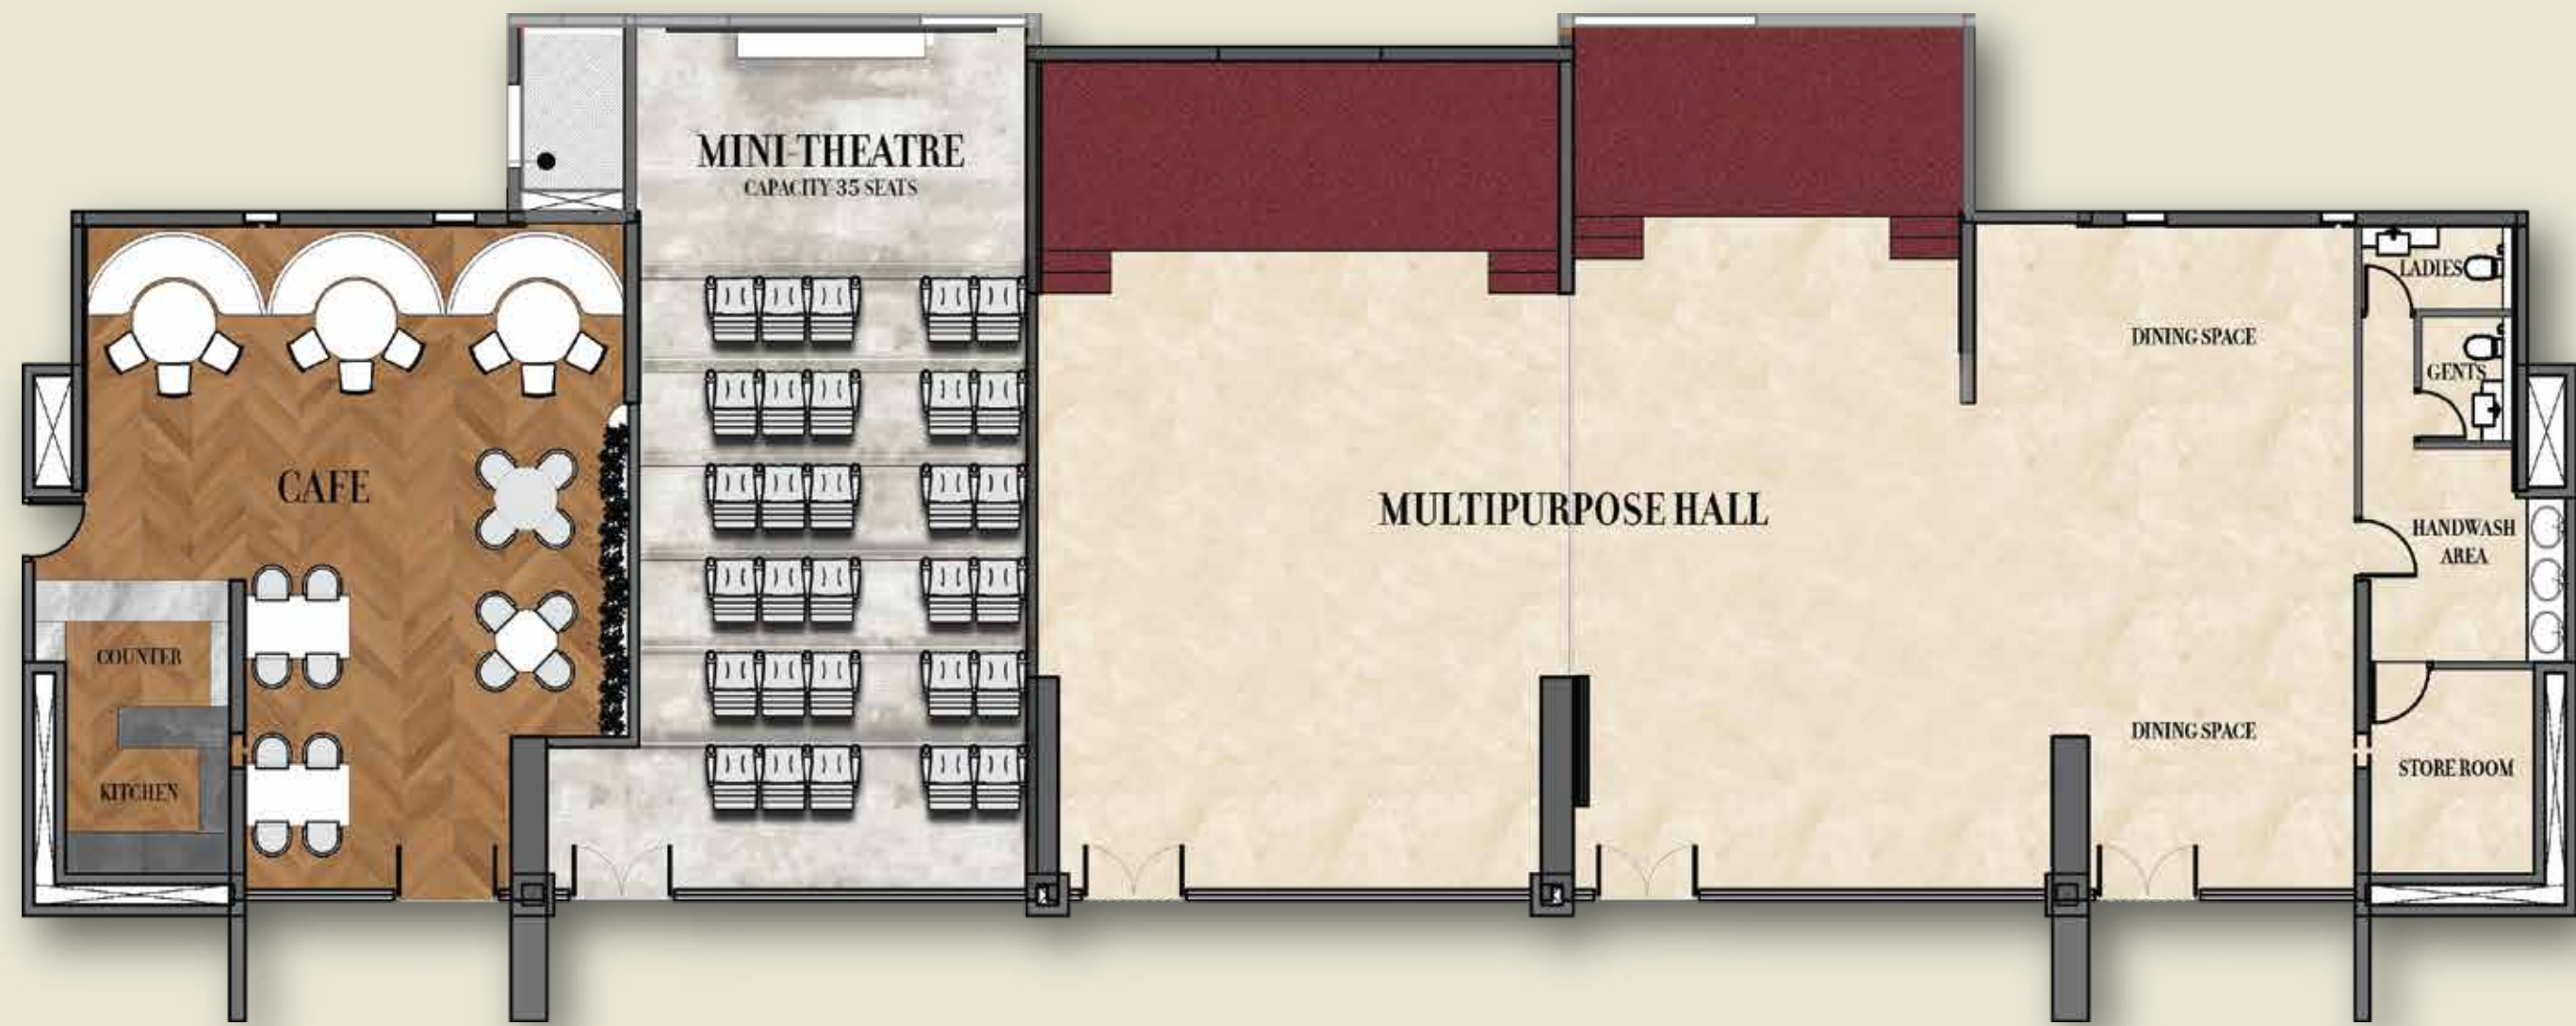 MINI-THEATRE
CAPACITY 35 SEATS
CAFE
COUNTER
KITCHEN
MULTIPURPOSE HALL
DINING SPACE
DINING SPACE
LADIES
GENTS
HANDWASH
AREA
STORE ROOM